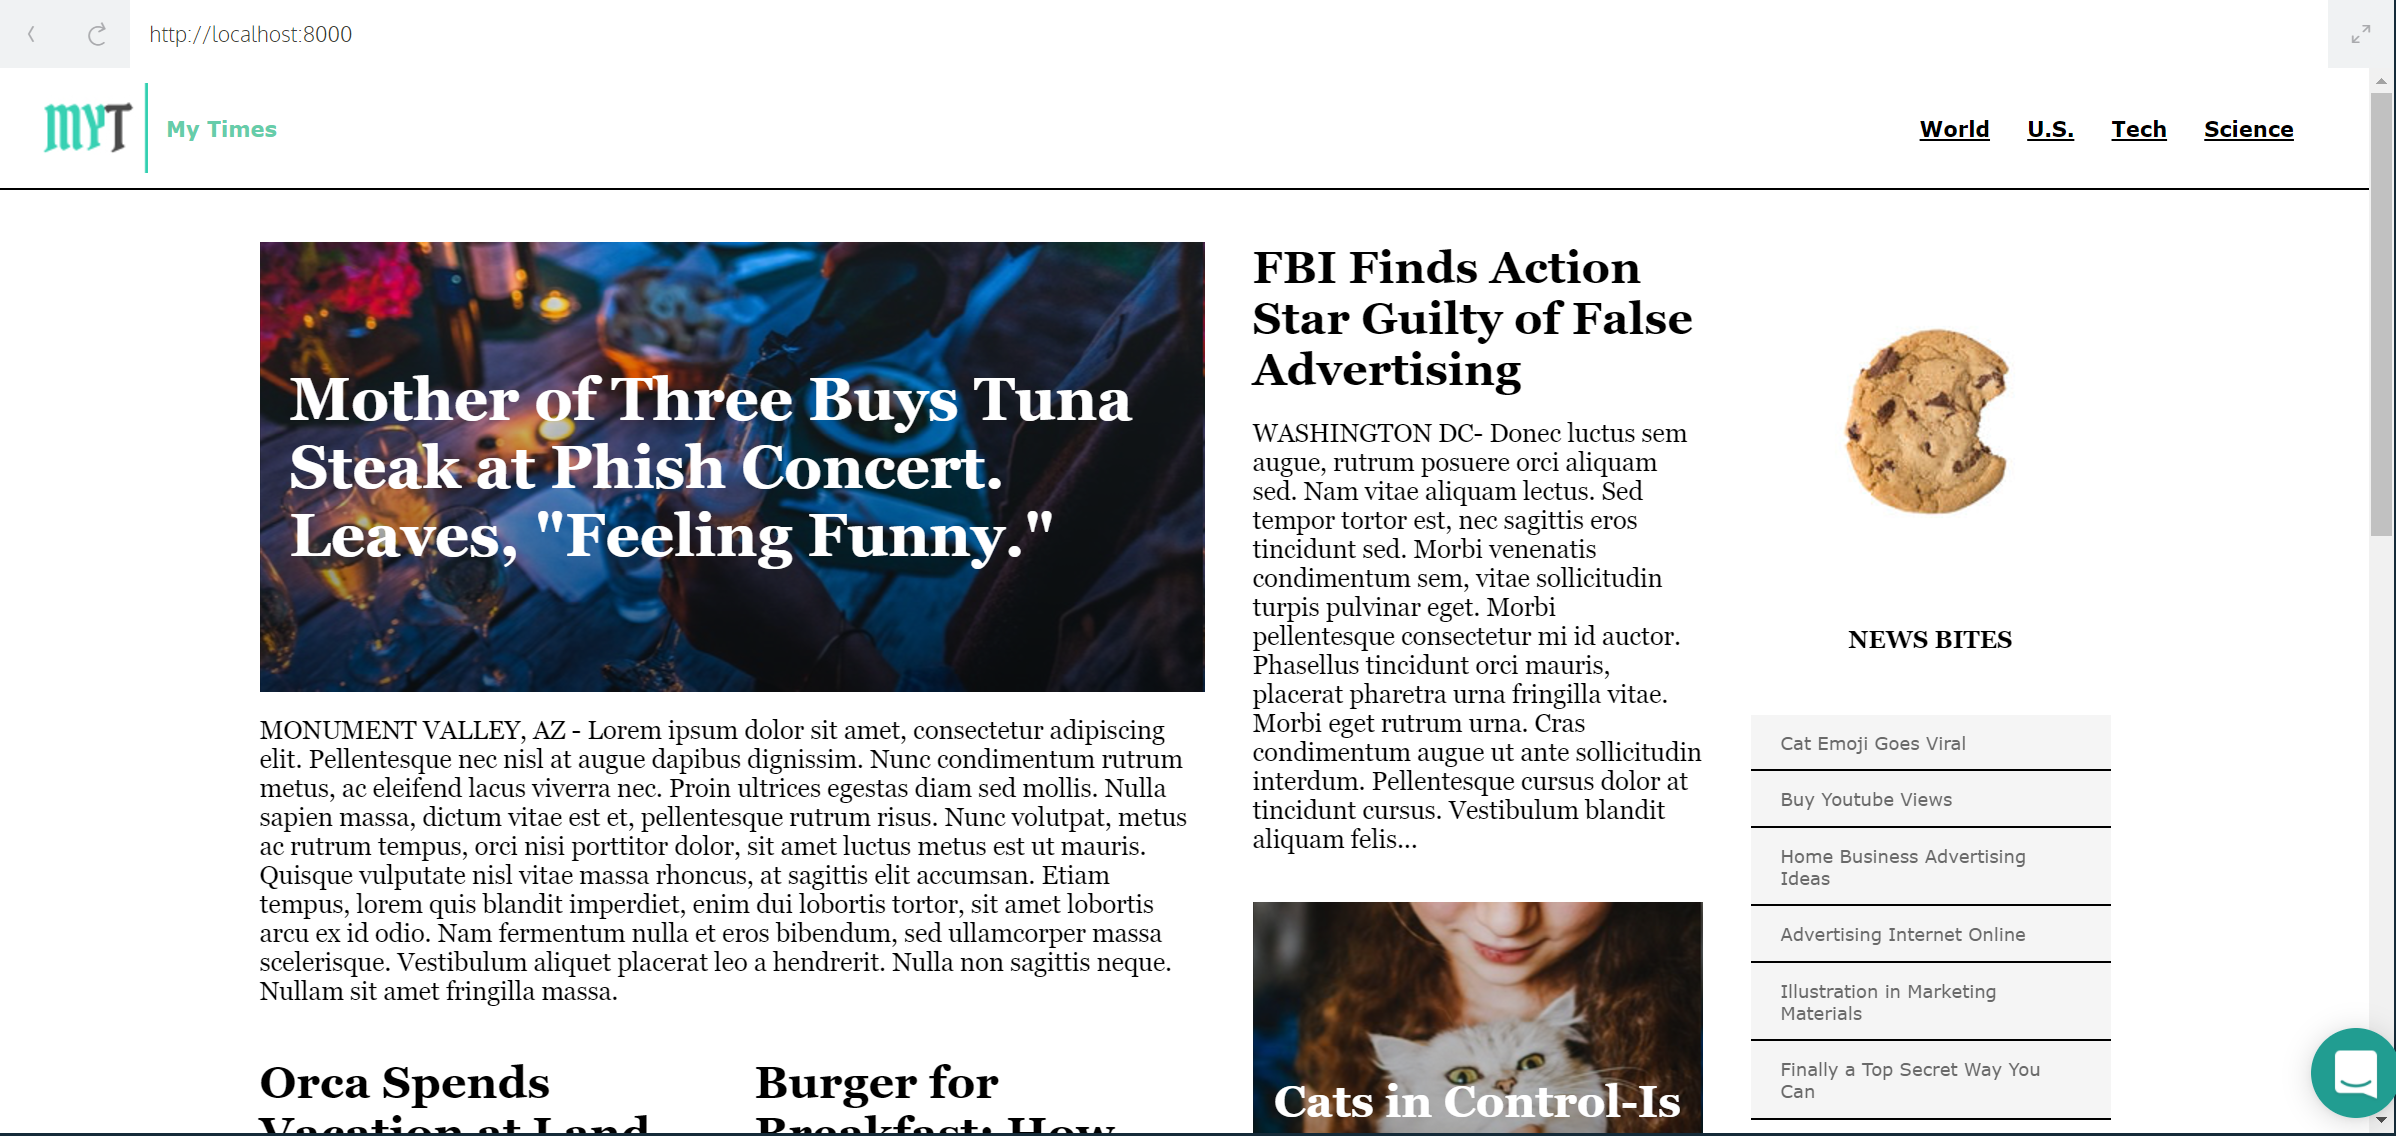 http://localhost:8000
MYT
My Times
World U.S. Tech Science
Mother of Three Buys Tuna
Steak at Phish Concert.
Leaves, "Feeling Funny."
MONUMENT VALLEY, AZ - Lorem ipsum dolor sit amet, consectetur adipiscing
elit. Pellentesque nec nisl at augue dapibus dignissim. Nunc condimentum rutrum
metus, ac eleifend lacus viverra nec. Proin ultrices egestas diam sed mollis. Nulla
sapien massa, dictum vitae est et, pellentesque rutrum risus. Nunc volutpat, metus
ac rutrum tempus, orci nisi porttitor dolor, sit amet luctus metus est ut mauris.
Quisque vulputate nisl vitae massa rhoncus, at sagittis elit accumsan. Etiam
tempus, lorem quis blandit imperdiet, enim dui lobortis tortor, sit amet lobortis
arcu ex id odio. Nam fermentum nulla et eros bibendum, sed ullamcorper massa
scelerisque. Vestibulum aliquet placerat leo a hendrerit. Nulla non sagittis neque.
Nullam sit amet fringilla massa.
Orca Spends
Vacation at Land
Burger for
Breakfast: How
FBI Finds Action
Star Guilty of False
Advertising
WASHINGTON DC- Donec luctus sem
augue, rutrum posuere orci aliquam
sed. Nam vitae aliquam lectus. Sed
tempor tortor est, nec sagittis eros
tincidunt sed. Morbi venenatis
condimentum sem, vitae sollicitudin
turpis pulvinar eget. Morbi
pellentesque consectetur mi id auctor.
Phasellus tincidunt orci mauris,
placerat pharetra urna fringilla vitae.
Morbi eget rutrum urna. Cras
condimentum augue ut ante sollicitudin
interdum. Pellentesque cursus dolor at
tincidunt cursus. Vestibulum blandit
aliquam felis...
Cats in Control-Is
NEWS BITES
Cat Emoji Goes Viral
Buy Youtube Views
Home Business Advertising
Ideas
Advertising Internet Online
Illustration in Marketing
Materials
Finally a Top Secret Way You
Can